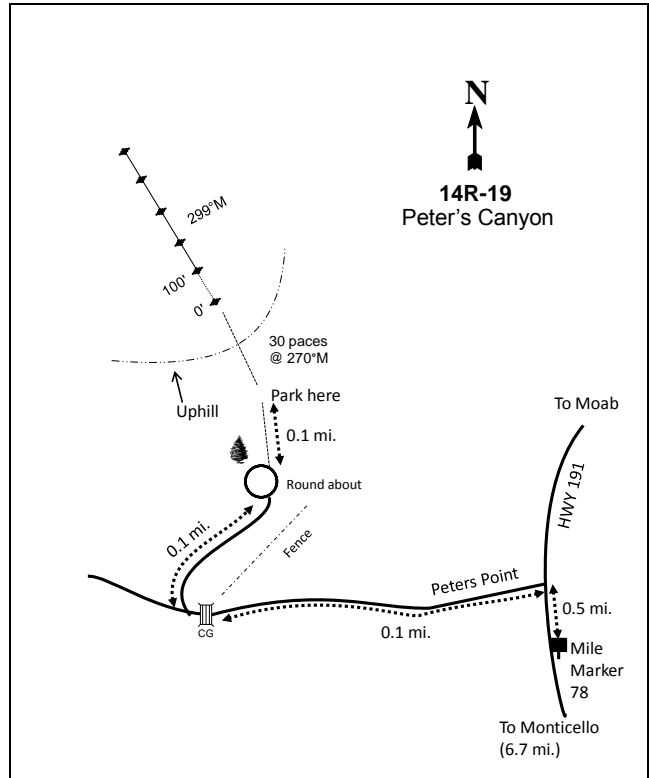 N
14R-19
Peter's Canyon
299°M
100'
0'
30 paces
@ 270°M
Uphill
Park here
0.1 mi.
Round about
0.1 mi.
Fence
CG
0.1 mi.
Peters Point
To Moab
HWY 191
0.5 mi.
Mile
Marker
78
To Monticello
(6.7 mi.)